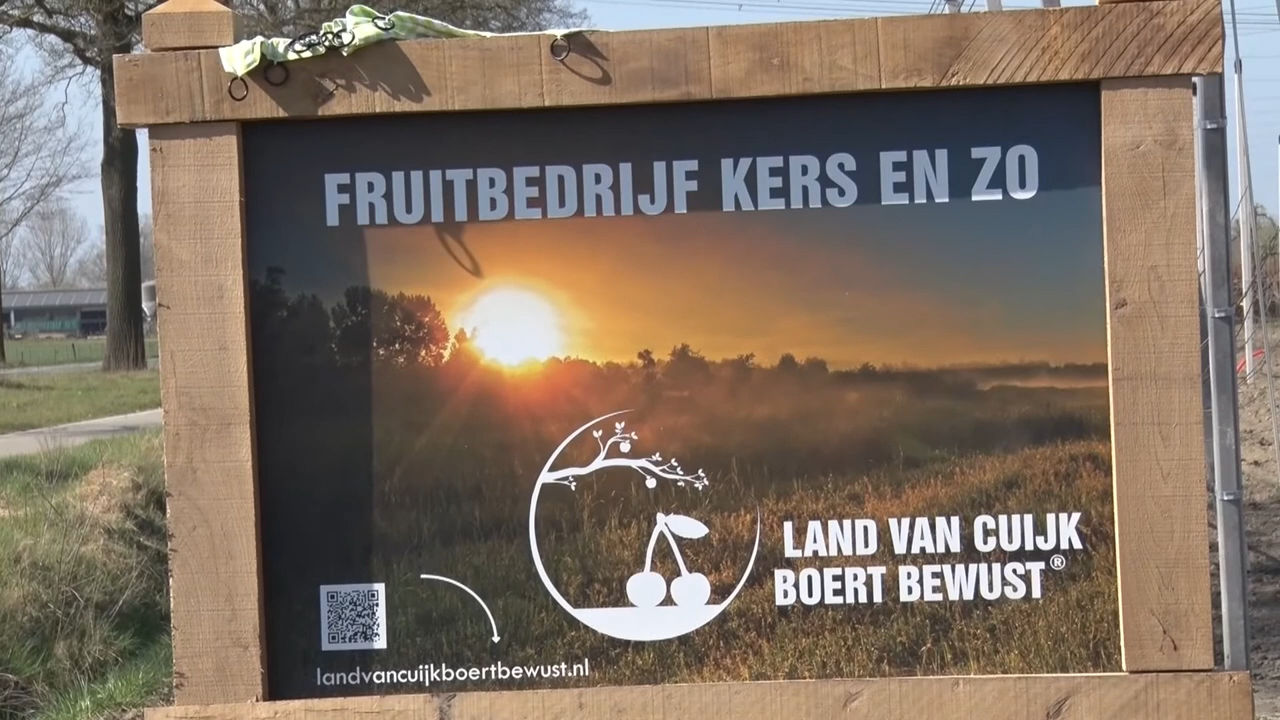 FRUITBEDRIJF KERS EN ZO
LAND VAN CUIJK
BOERT BEWUST®
landvancuijkboertbewust.nl